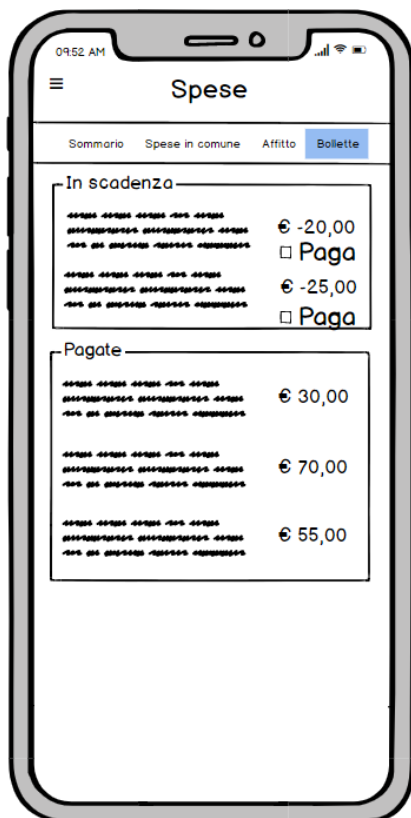 09:52 AM
Spese
Sommario Spese in comune Affitto Bollette
In scadenza
€ -20,00
Paga
€ -25,00
Paga
Pagate
€ 30,00
€ 70,00
€ 55,00